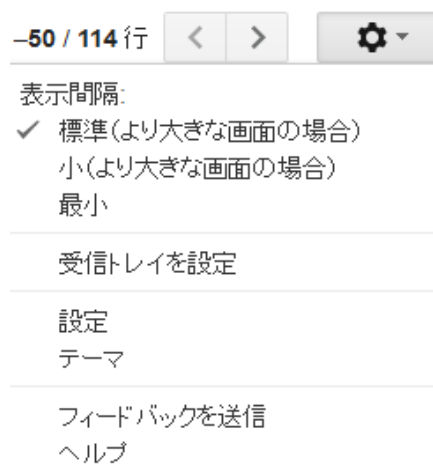 –50 / 114 行
表示間隔:
標準(より大きな画面の場合)
小(より大きな画面の場合)
最小
受信トレイを設定
設定
テーマ
フィードバックを送信
ヘルプ